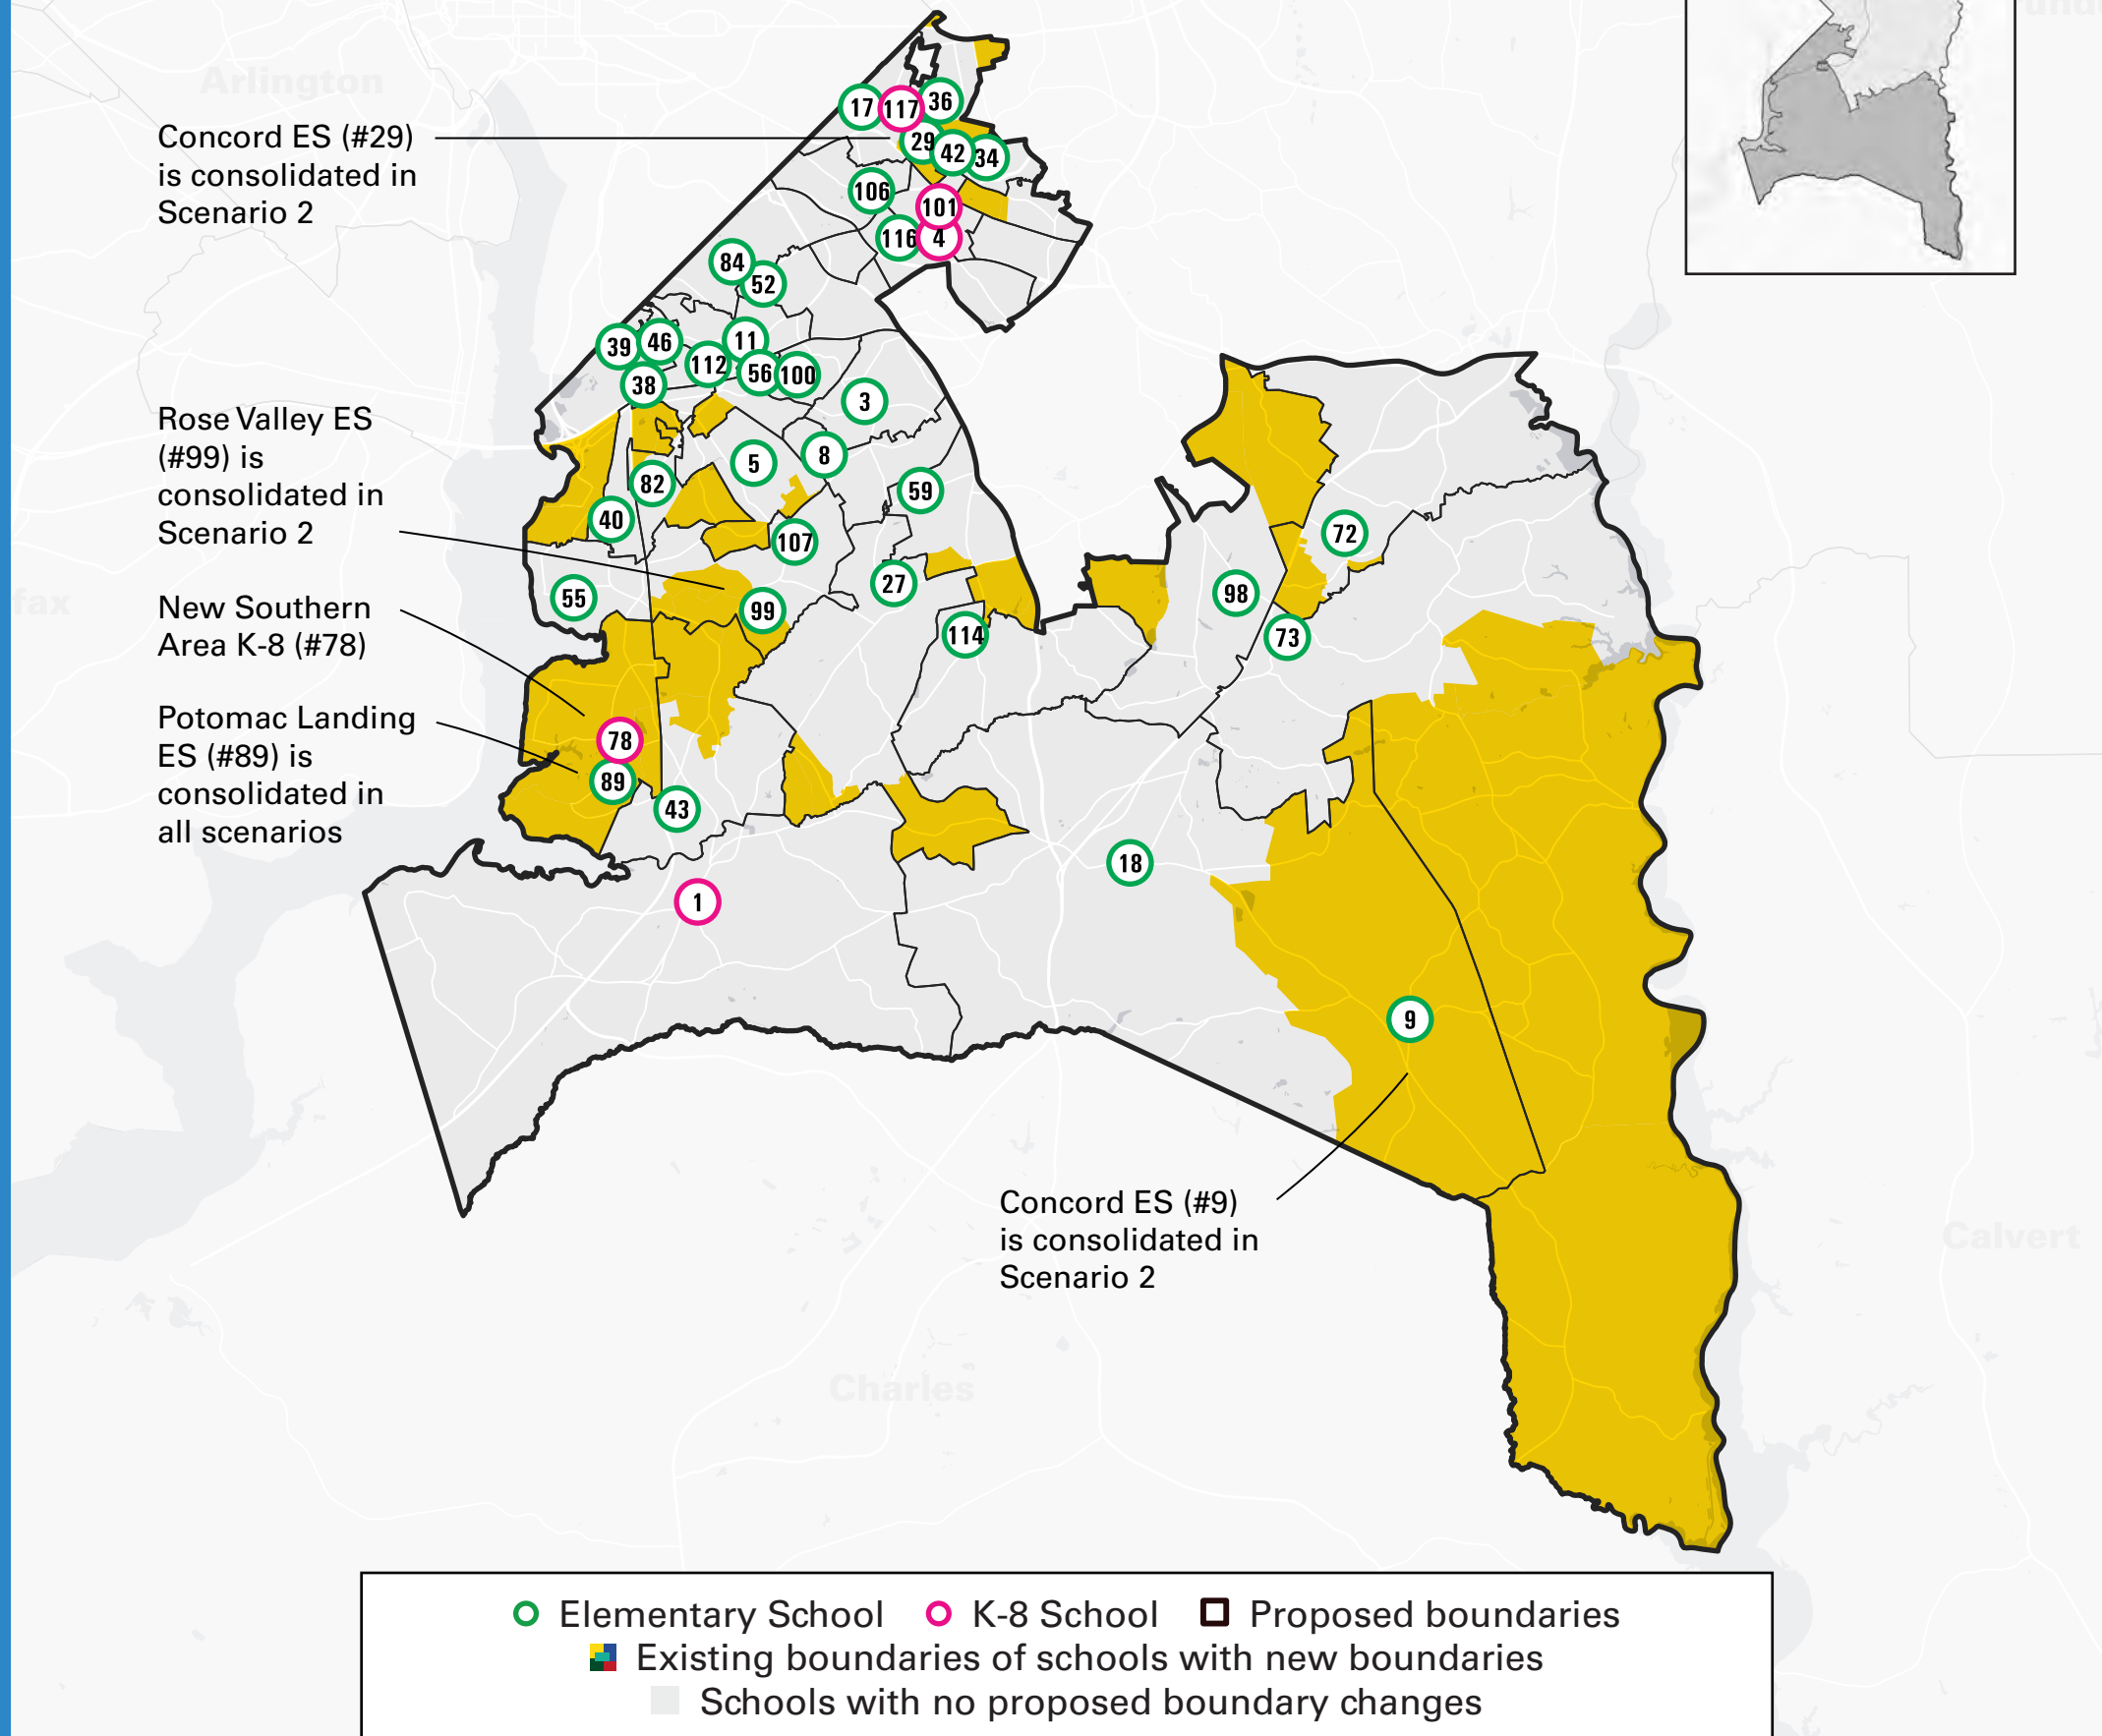 Arlington
Concord ES (#29)
is consolidated in
Scenario 2
Rose Valley ES
(#99) is
consolidated in
Scenario 2
fax
New Southern
Area K-8 (#78)
Potomac Landing
ES (#89) is
consolidated in
all scenarios
17
117
36
29
42
34
106
101
116
4
84
52
39
46
11
112
56
100
38
3
5
8
82
59
40
107
72
27
55
99
98
114
73
78
89
43
18
1
9
Concord ES (#9)
is consolidated in
Scenario 2
Calvert
Charles
Elementary School
K-8 School
Proposed boundaries
Existing boundaries of schools with new boundaries
Schools with no proposed boundary changes